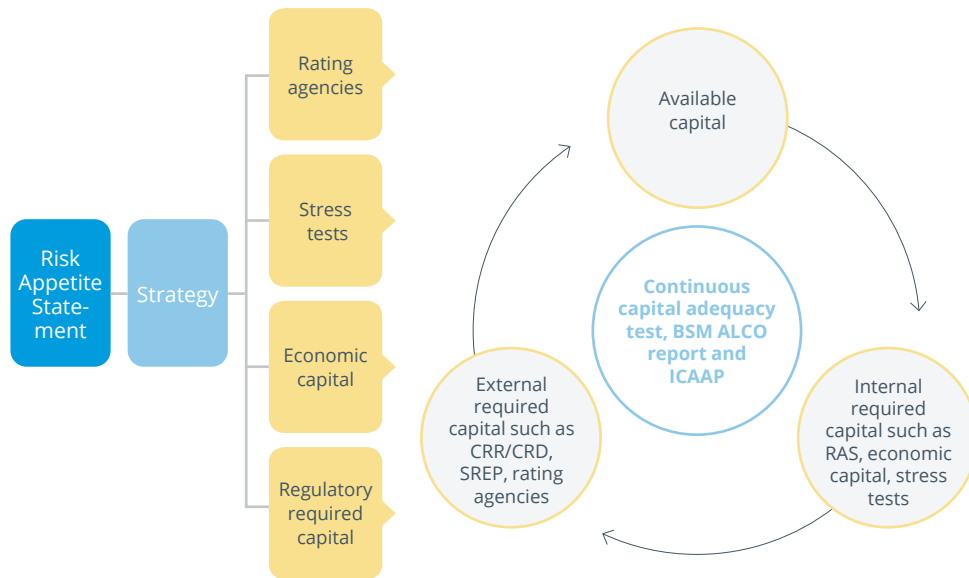 Risk
Appetite
State-
ment
Strategy
Rating
agencies
Stress
tests
Economic
capital
Regulatory
required
capital
Available
capital
Continuous
capital adequacy
test, BSM ALCO
report and
ICAAP
External
required
capital such as
CRR/CRD,
SREP, rating
agencies
Internal
required
capital such as
RAS, economic
capital, stress
tests